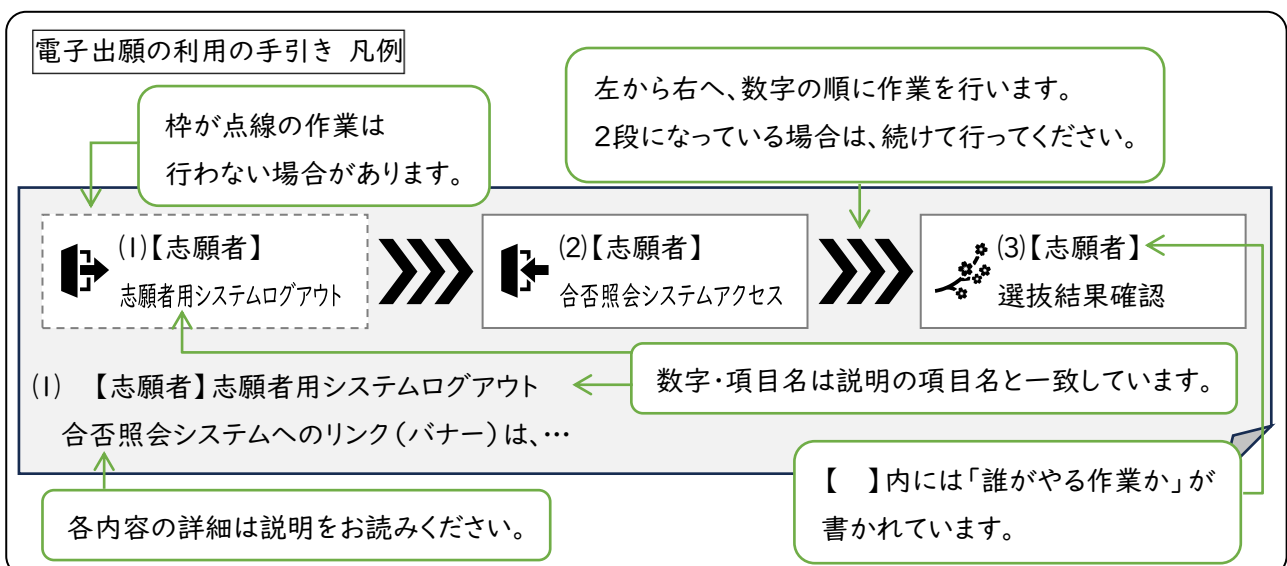 電子出願の利用の手引き 凡例
枠が点線の作業は
行わない場合があります。
左から右へ、数字の順に作業を行います。
2段になっている場合は、続けて行ってください。
(1)【志願者】
志願者用システムログアウト
(2)【志願者】
合否照会システムアクセス
(3)【志願者】
選抜結果確認
(1) 【志願者】志願者用システムログアウト
合否照会システムへのリンク(バナー)は、…
数字・項目名は説明の項目名と一致しています。
各内容の詳細は説明をお読みください。
【 】内には「誰がやる作業か」が
書かれています。